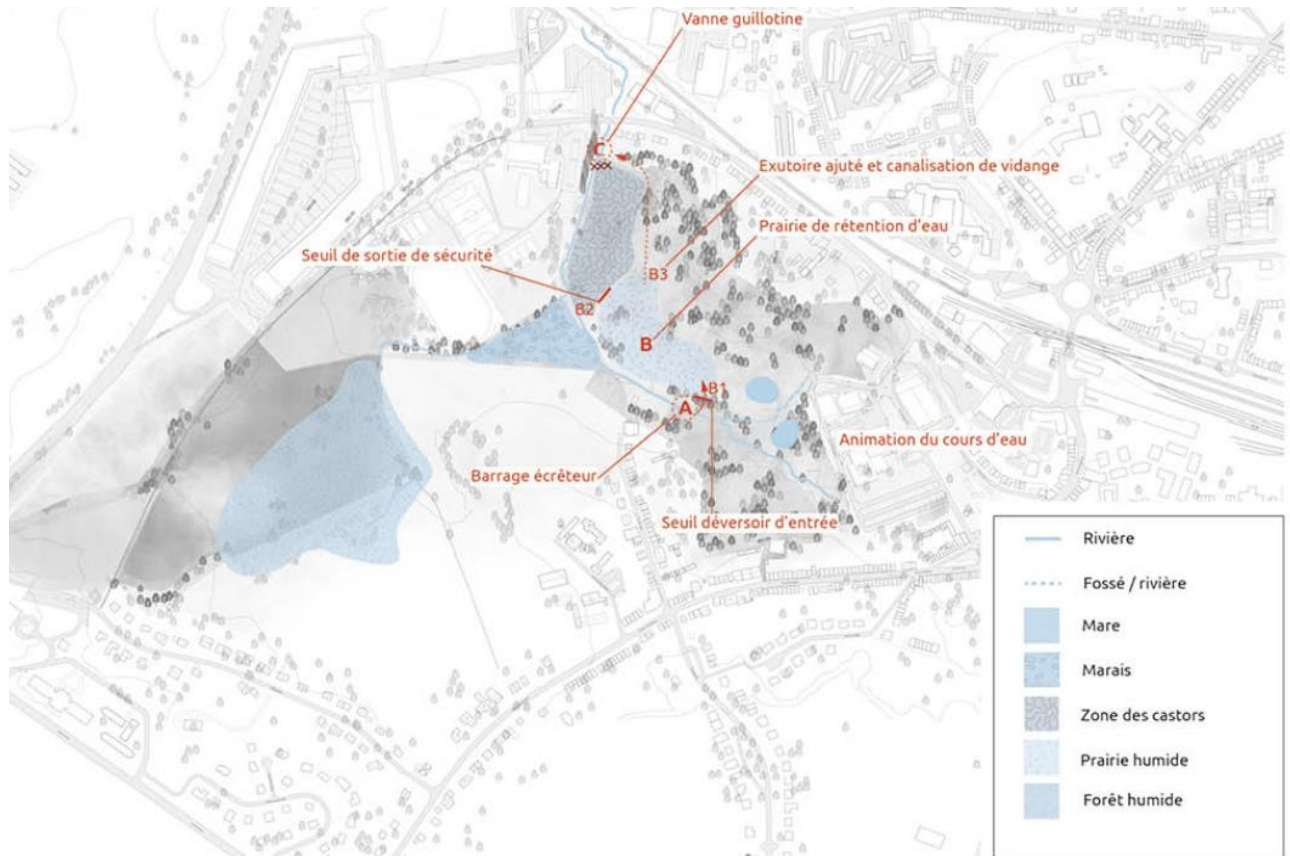 Vanne guillotine
C
Exutoire ajuté et canalisation de vidange
Prairie de rétention d'eau
Seuil de sortie de sécurité
B3
B2
B
B1
A
Animation du cours d'eau
Barrage écrêteur
Seuil déversoir d'entrée
Rivière
Fossé / rivière
Mare
Marais
Zone des castors
Prairie humide
Forêt humide